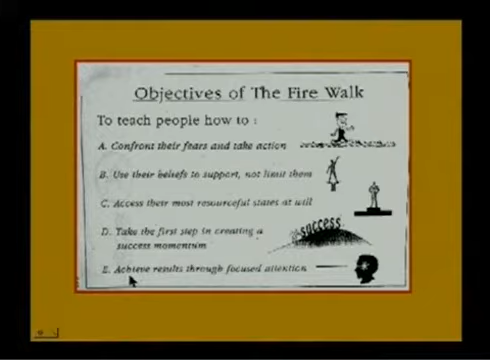 Objectives of The Fire Walk
To teach people how to :
A. Confront their fears and take action
B. Use their beliefs to support, not limit them
C. Access their most resourceful states at will
D. Take the first step in creating a
success momentum
success
E. Achieve results through focused attention